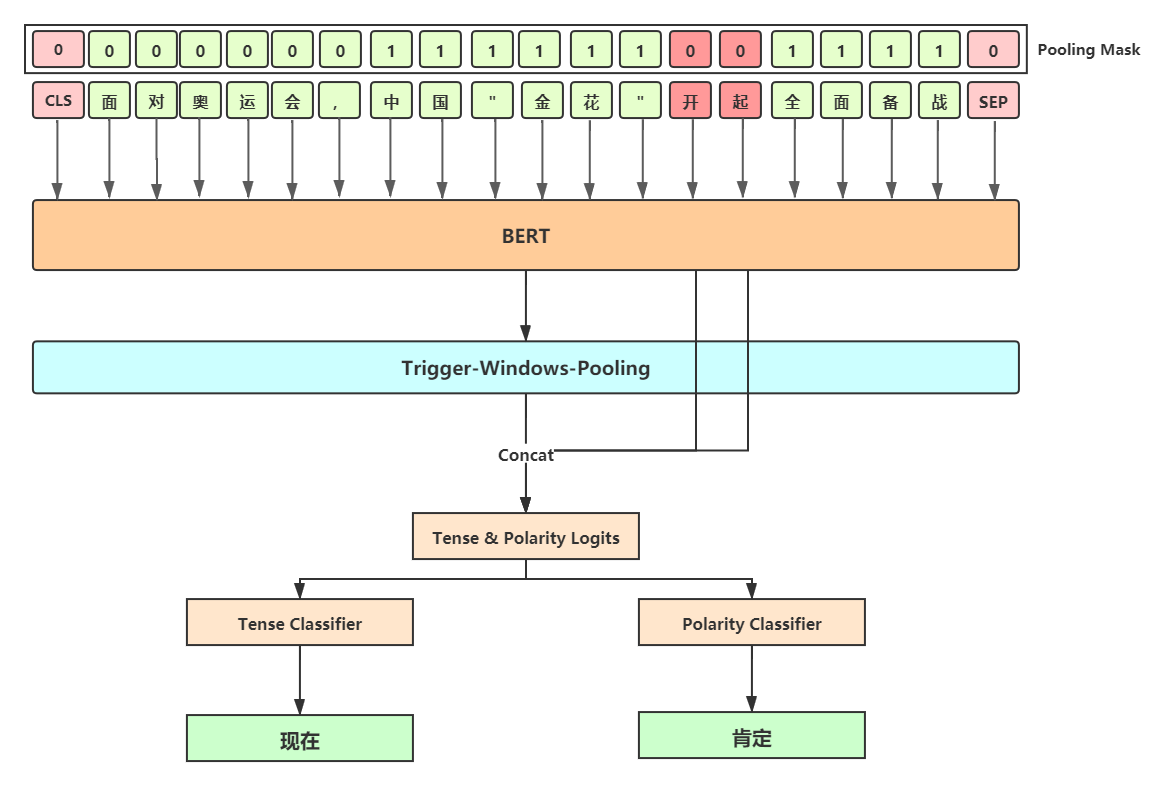 0 0 0 0 0 0 0 1 1 1 1 1 1 0 0 1 1 1 1 0 Pooling Mask
CLS 面 对 奥 运 会 , 中 国 " 金 花 " 开 起 全 面 备 战 SEP
BERT
Trigger-Windows-Pooling
Concat
Tense & Polarity Logits
Tense Classifier Polarity Classifier
现在 肯定